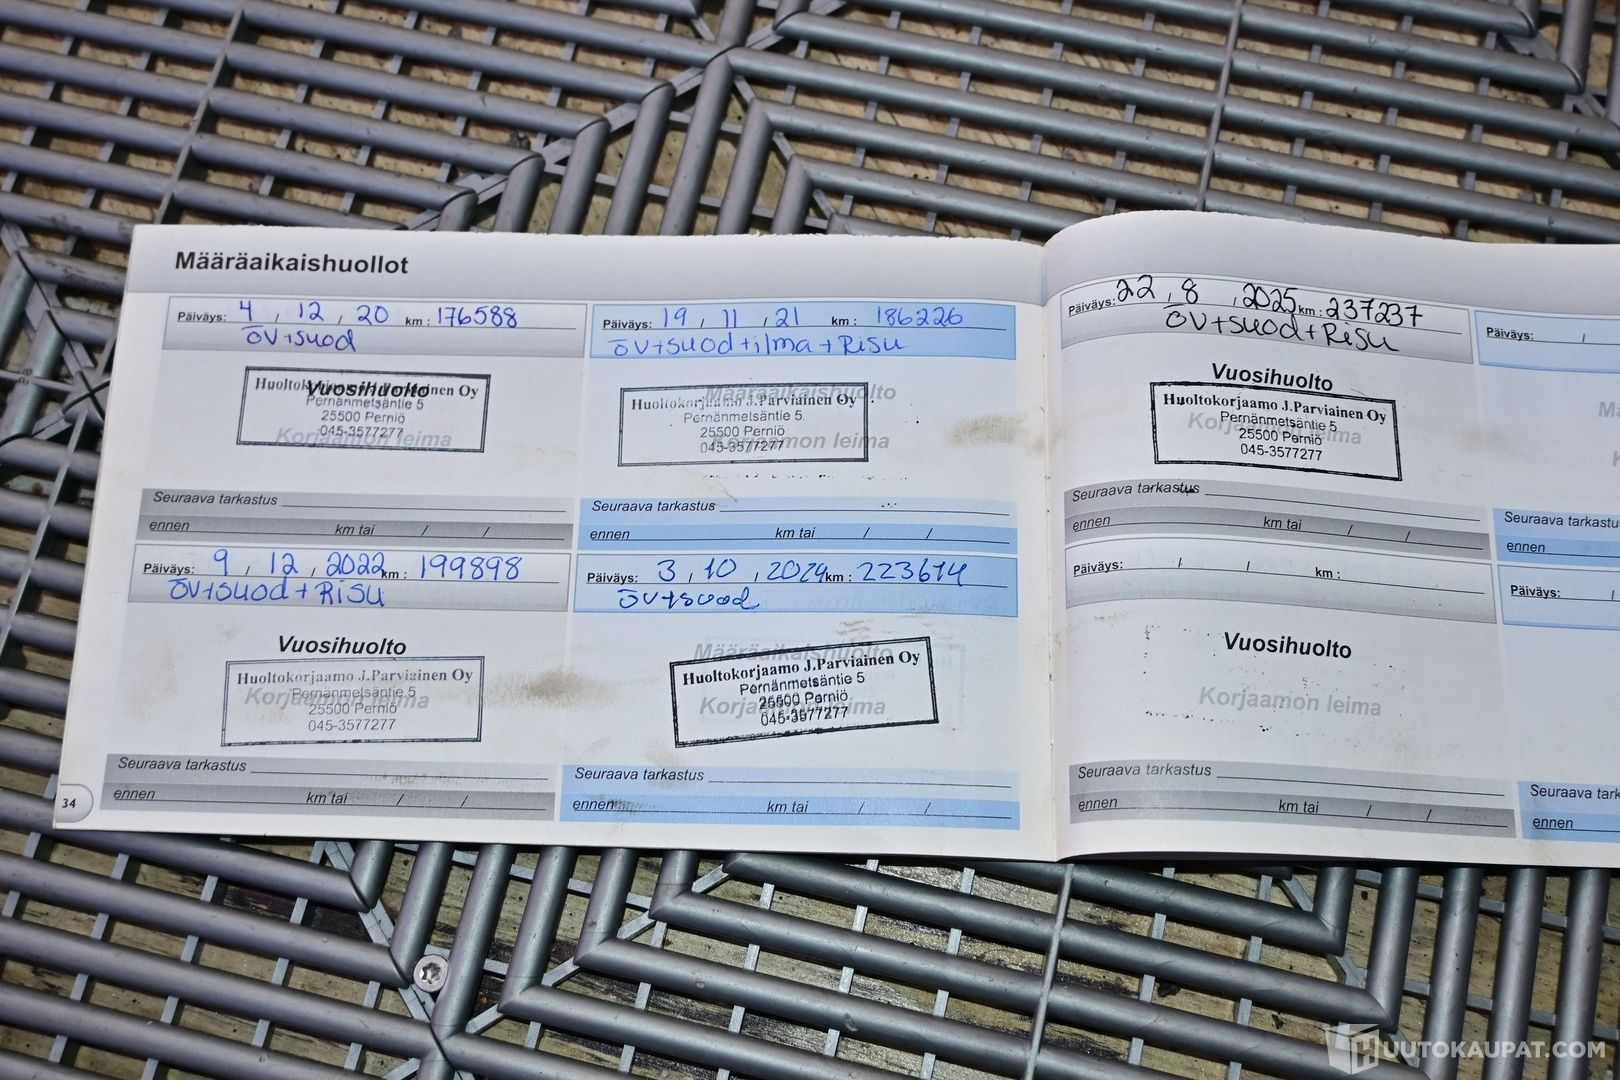 Määräaikaishuollot
Päiväys: 4 , 12 , 20 km : 176588
öv+suod
Vuosihuolto
Huoltokorjaamo J.Parviainen Oy
Pernänmetsäntie 5
25500 Perniö
045-3577277
Korjaamon leima
Seuraava tarkastus
ennen km tai / /
Päiväys: 19 , 11 , 21 km : 186226
öv+suod+ilma+Risu
Määräaikaishuolto
Huoltokorjaamo J.Parviainen Oy
Pernänmetsäntie 5
25500 Perniö
045-3577277
Korjaamon leima
Seuraava tarkastus
ennen km tai / /
Päiväys: 9 , 12 , 2022 km : 199898
öv+suod+Risu
Vuosihuolto
Huoltokorjaamo J.Parviainen Oy
Pernänmetsäntie 5
25500 Perniö
045-3577277
Korjaamon leima
Seuraava tarkastus
ennen km tai / /
Päiväys: 3 , 10 , 2024 km : 223614
öv+suod
Määräaikaishuolto
Huoltokorjaamo J.Parviainen Oy
Pernänmetsäntie 5
25500 Perniö
045-3577277
Korjaamon leima
Seuraava tarkastus
ennen km tai / /
34
Päiväys: 22 , 8 , 2025 km : 237237
öv+suod+Risu
Vuosihuolto
Huoltokorjaamo J.Parviainen Oy
Pernänmetsäntie 5
25500 Perniö
045-3577277
Korjaamon leima
Seuraava tarkastus
ennen km tai / /
Päiväys: /
Seuraava
ennen
Päiväys: / / km :
Vuosihuolto
Korjaamon leima
Seuraava tarkastus
ennen km tai / /
Päiväys: /
Seuraava
ennen
HUUTOKAUPAT.COM